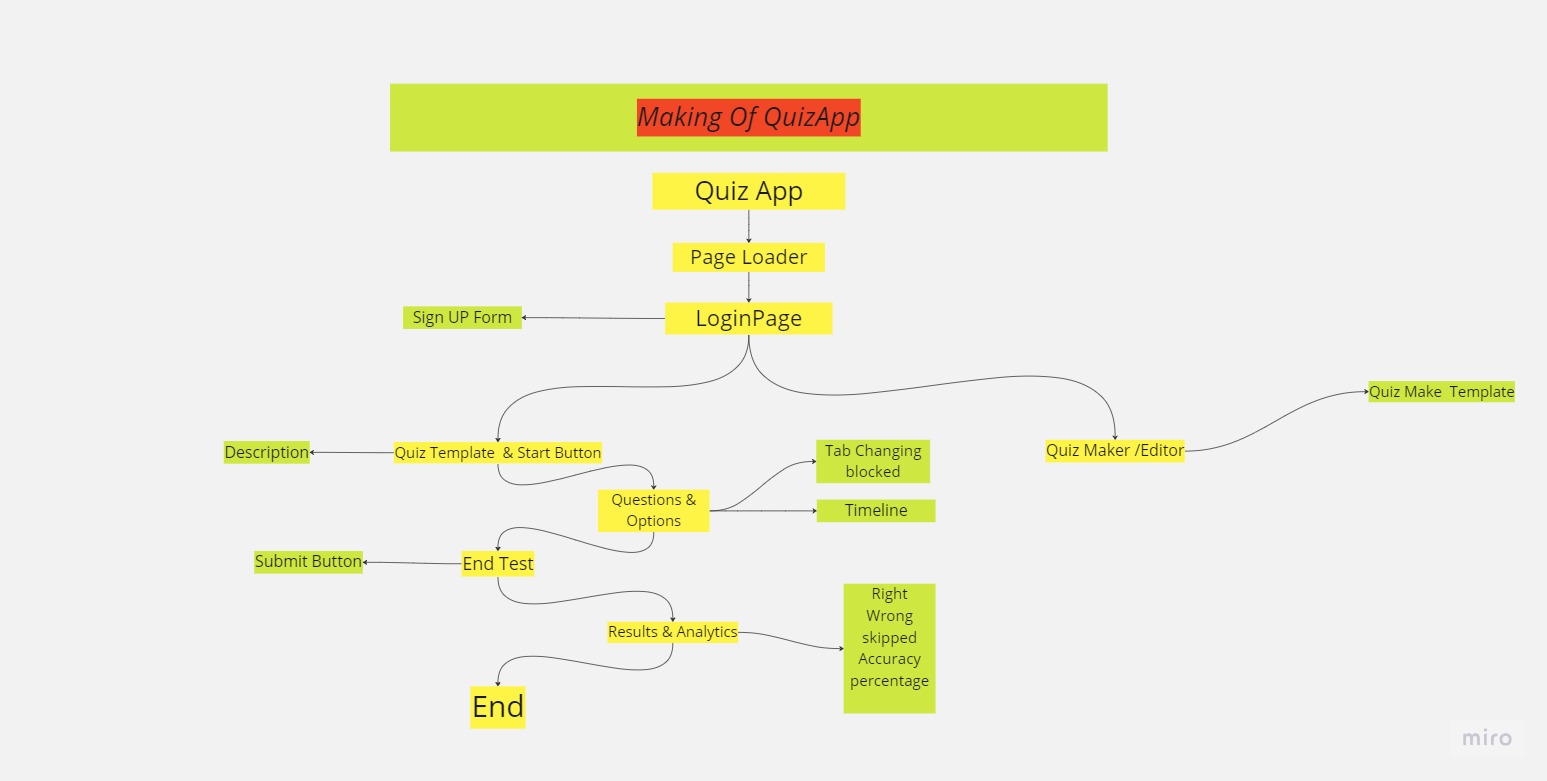 Making Of QuizApp
Quiz App
Page Loader
Sign UP Form
LoginPage
Quiz Make  Template
Description
Quiz Template  & Start Button
Tab Changing
blocked
Quiz Maker /Editor
Questions &
Options
Timeline
Submit Button
End Test
Results & Analytics
Right
Wrong
skipped
Accuracy
percentage
End
miro